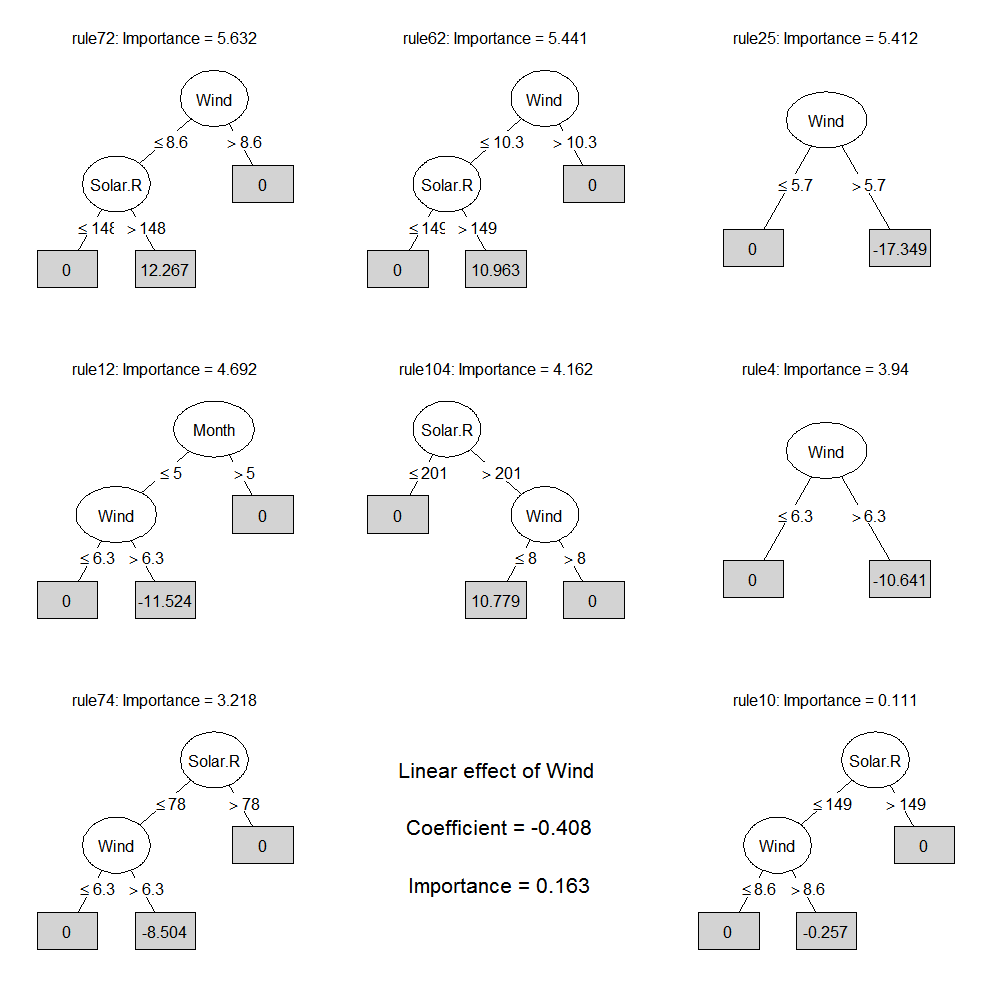 rule72: Importance = 5.632
Wind
≤ 8.6 > 8.6
Solar.R 0
≤ 148 > 148
0 12.267
rule62: Importance = 5.441
Wind
≤ 10.3 > 10.3
Solar.R 0
≤ 149 > 149
0 10.963
rule25: Importance = 5.412
Wind
≤ 5.7 > 5.7
0 -17.349
rule12: Importance = 4.692
Month
≤ 5 > 5
Wind 0
≤ 6.3 > 6.3
0 -11.524
rule104: Importance = 4.162
Solar.R
≤ 201 > 201
0 Wind
≤ 8 > 8
10.779 0
rule4: Importance = 3.94
Wind
≤ 6.3 > 6.3
0 -10.641
rule74: Importance = 3.218
Solar.R
≤ 78 > 78
Wind 0
≤ 6.3 > 6.3
0 -8.504
Linear effect of Wind
Coefficient = -0.408
Importance = 0.163
rule10: Importance = 0.111
Solar.R
≤ 149 > 149
Wind 0
≤ 8.6 > 8.6
0 -0.257